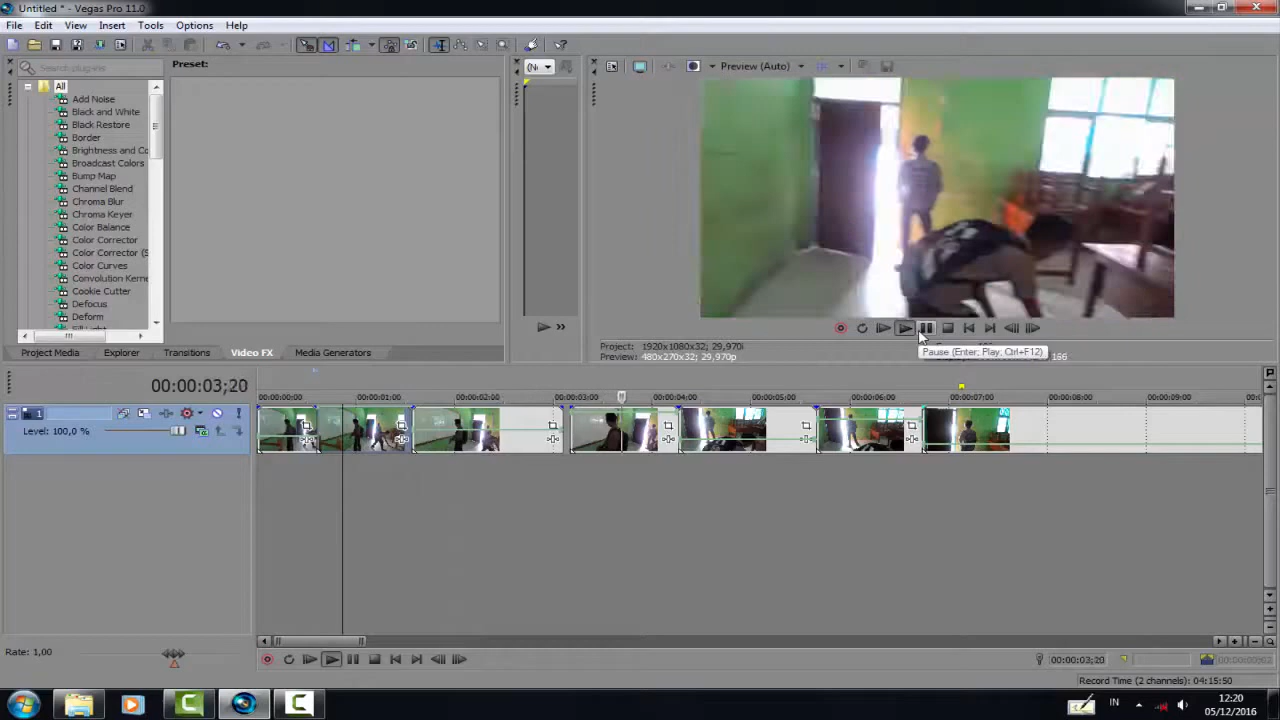 Untitled * - Vegas Pro 11.0
File Edit View Insert Tools Options Help
Search plug-ins
Preset:
Preview (Auto)
All
Add Noise
Black and White
Black Restore
Border
Brightness and Co
Broadcast Colors
Bump Map
Channel Blend
Chroma Blur
Chroma Keyer
Color Balance
Color Corrector
Color Corrector (S
Color Curves
Convolution Kerne
Cookie Cutter
Defocus
Deform
Project Media Explorer Transitions Video FX Media Generators
Project: 1920x1080x32; 29,970i
Preview: 480x270x32; 29,970p
Pause (Enter; Play; Ctrl+F12)
166
00:00:03;20
00:00:00;00 00:00:01;00 00:00:02;00 00:00:03;00 00:00:04;00 00:00:05;00 00:00:06;00 00:00:07;00 00:00:08;00 00:00:09;00
1
Level: 100,0 %
Rate: 1,00
00:00:03;20
Record Time (2 channels): 04:15:50
IN
12:20
05/12/2016